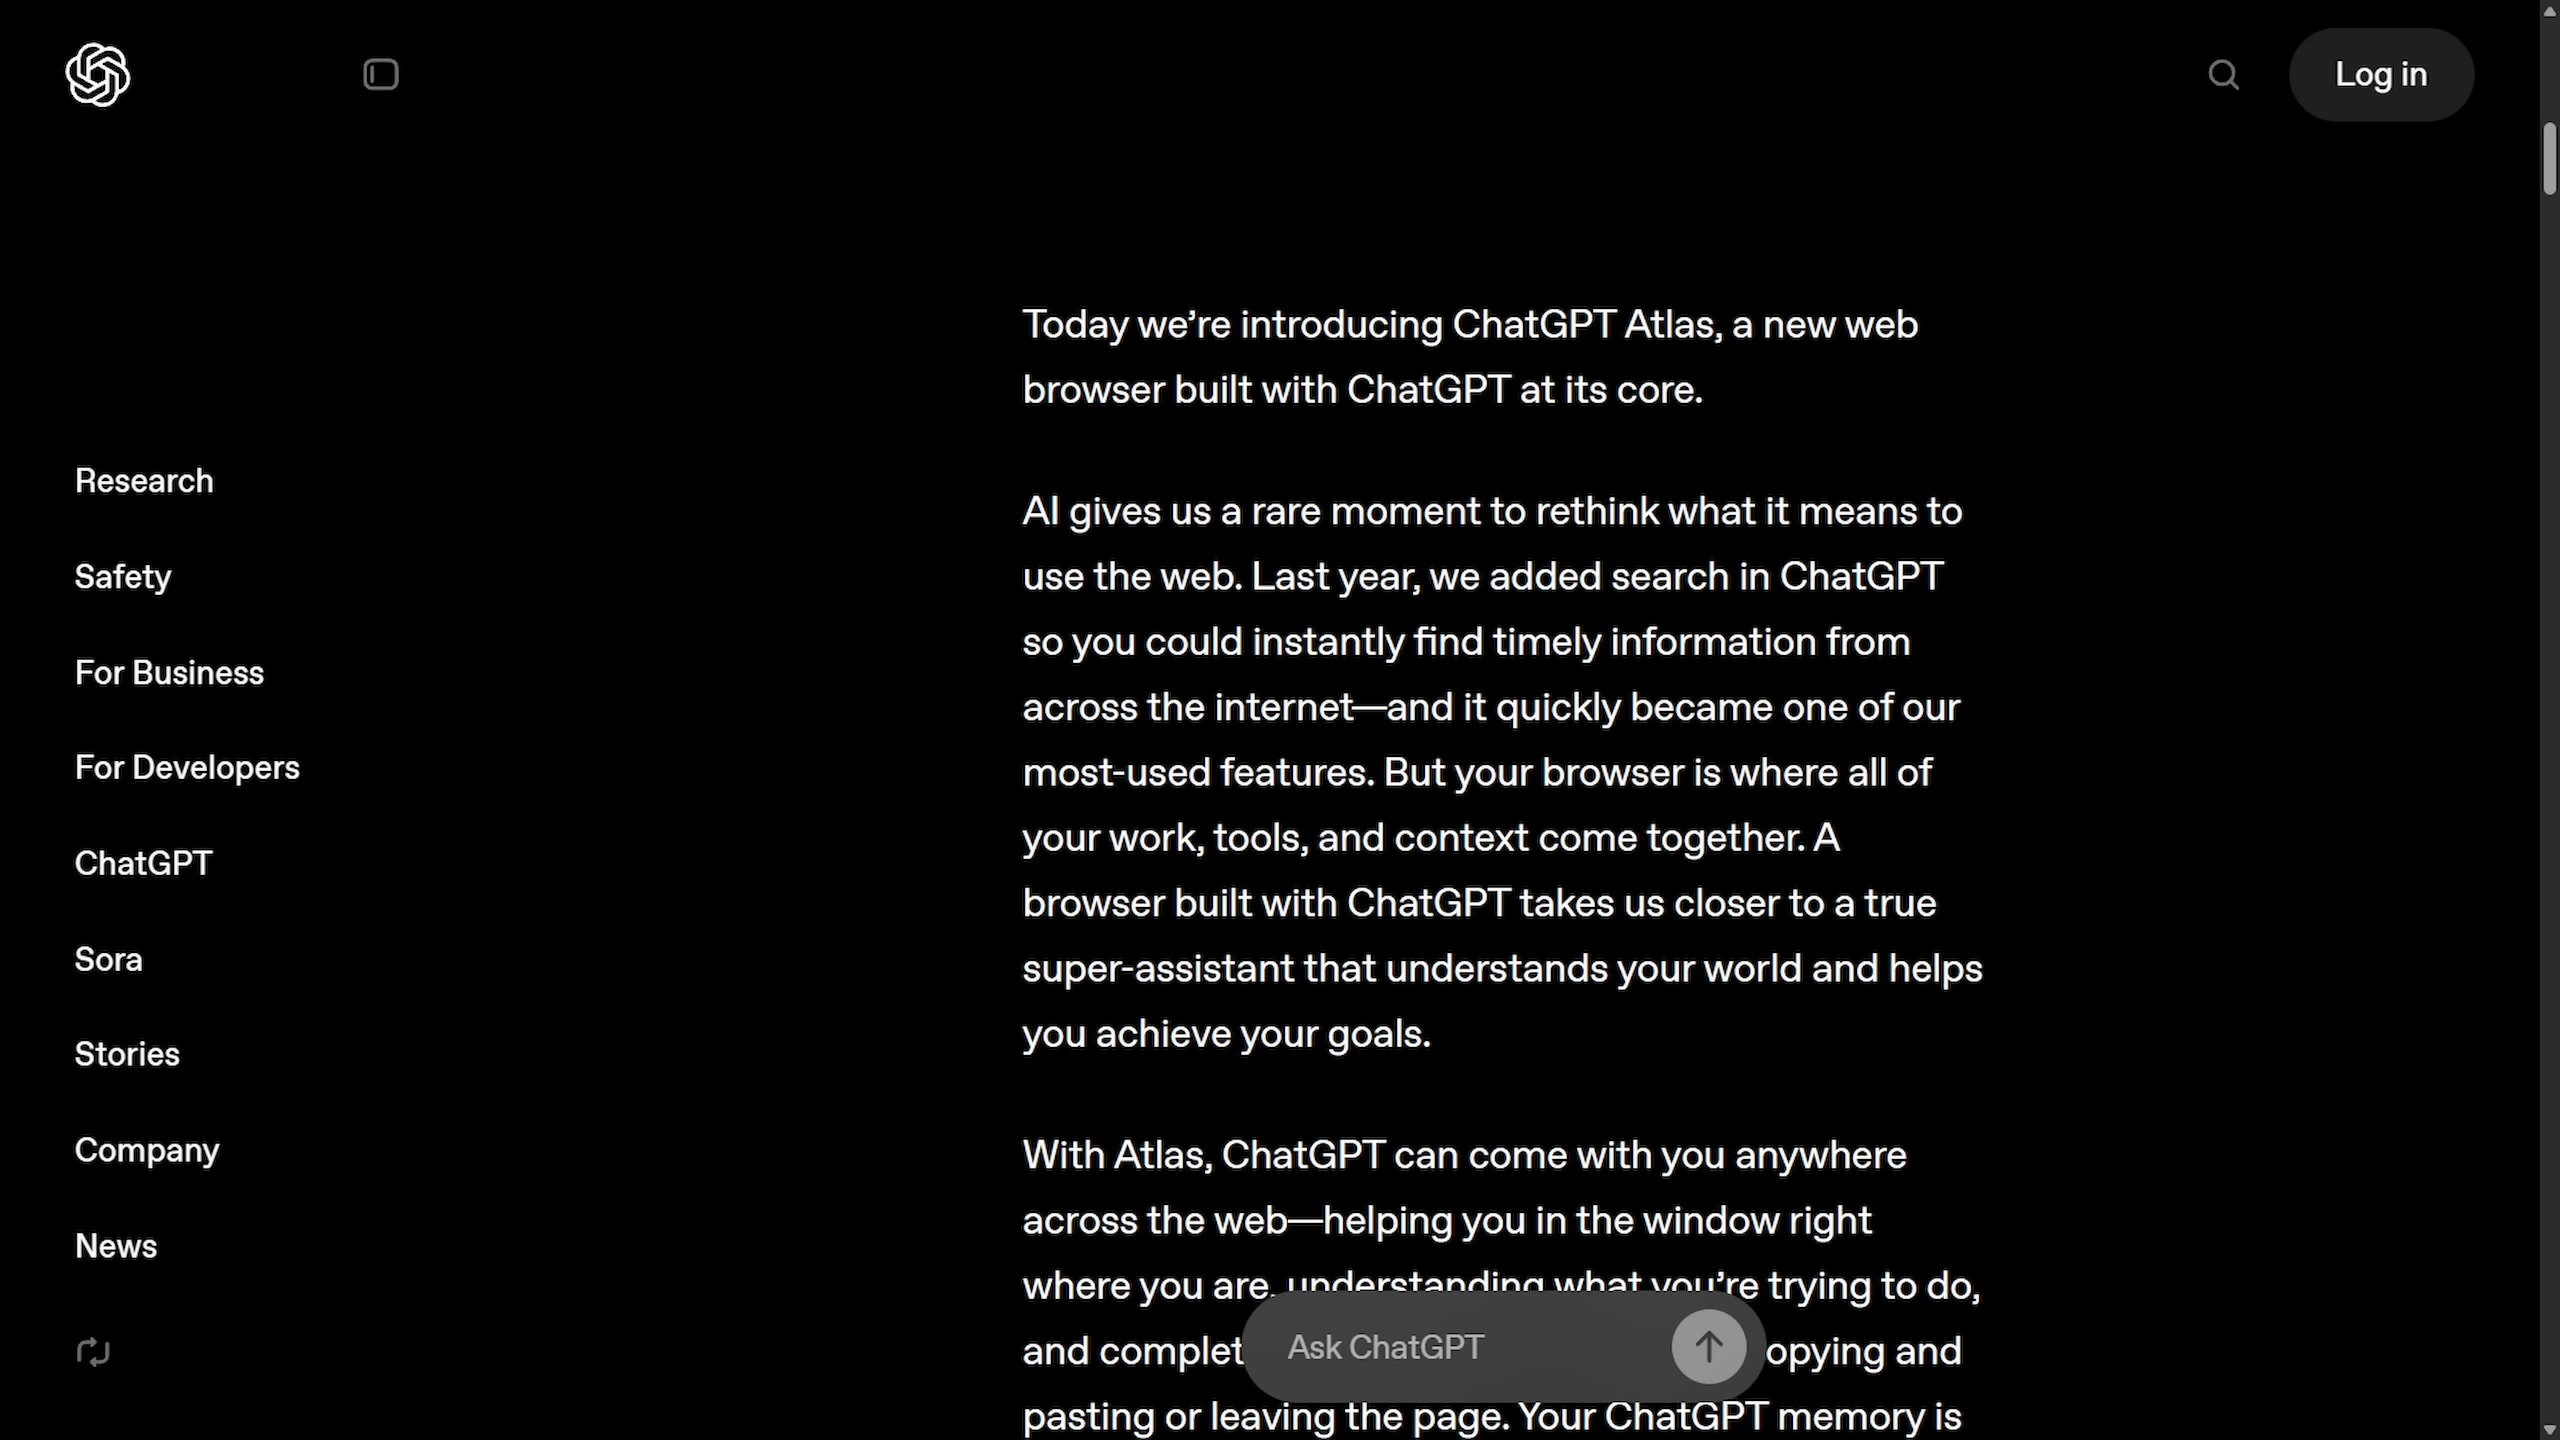 Log in
Research
Safety
For Business
For Developers
ChatGPT
Sora
Stories
Company
News
Today we’re introducing ChatGPT Atlas, a new web
browser built with ChatGPT at its core.
AI gives us a rare moment to rethink what it means to
use the web. Last year, we added search in ChatGPT
so you could instantly find timely information from
across the internet—and it quickly became one of our
most-used features. But your browser is where all of
your work, tools, and context come together. A
browser built with ChatGPT takes us closer to a true
super-assistant that understands your world and helps
you achieve your goals.
With Atlas, ChatGPT can come with you anywhere
across the web—helping you in the window right
where you are, understanding what you’re trying to do,
and complet opying and
Ask ChatGPT
pasting or leaving the page. Your ChatGPT memory is